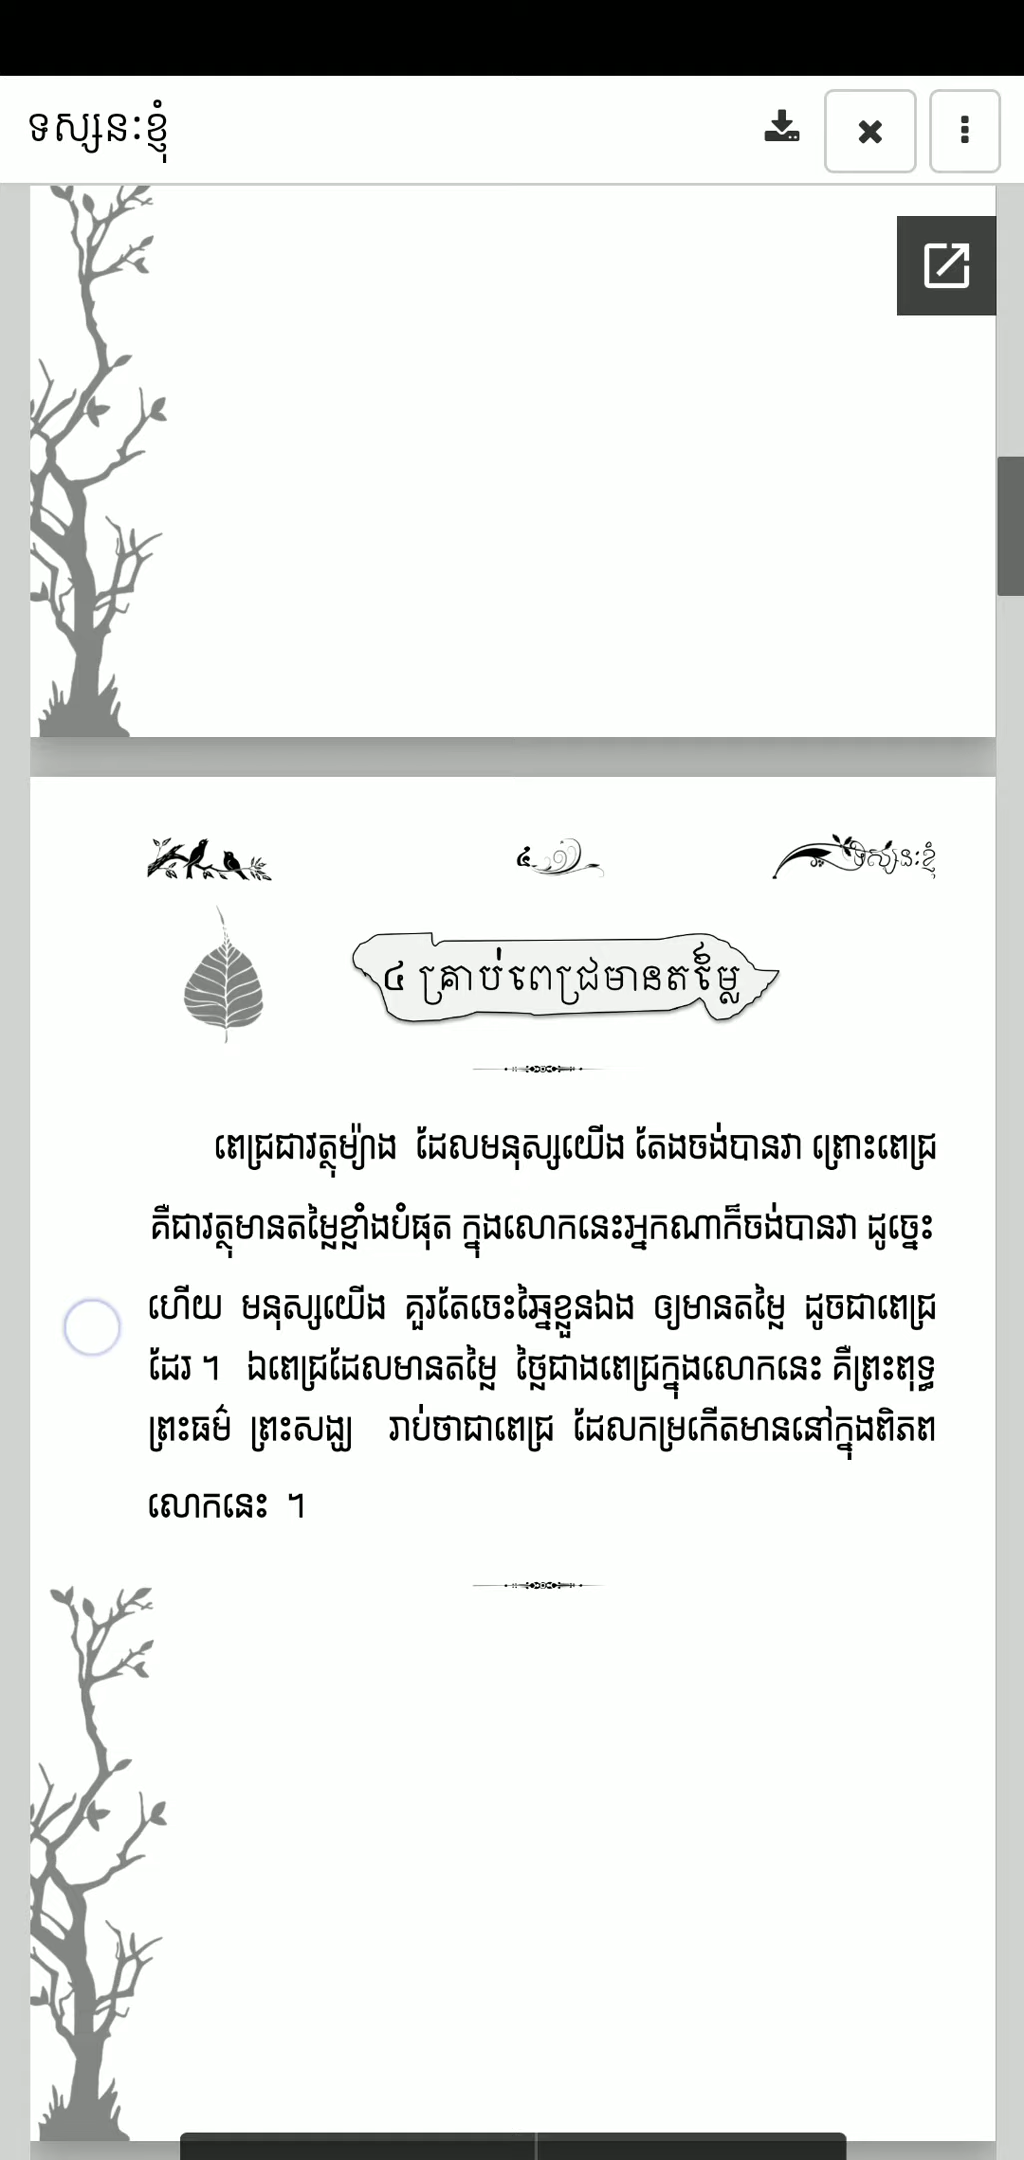 ទស្សនៈខ្ញុំ
៤
ទស្សនៈខ្ញុំ
៤ គ្រាប់ពេជ្រមានតម្លៃ
ពេជ្រជាវត្ថុម្យ៉ាង ដែលមនុស្សយើង តែងចង់បានវា ព្រោះពេជ្រ
គឺជាវត្ថុមានតម្លៃខ្លាំងបំផុត ក្នុងលោកនេះអ្នកណាក៏ចង់បានវា ដូច្នេះ
ហើយ មនុស្សយើង គួរតែចេះឆ្នៃខ្លួនឯង ឲ្យមានតម្លៃ ដូចជាពេជ្រ
ដែរ ។ ឯពេជ្រដែលមានតម្លៃ ថ្លៃជាងពេជ្រក្នុងលោកនេះ គឺព្រះពុទ្ធ
ព្រះធម៌ ព្រះសង្ឃ រាប់ថាជាពេជ្រ ដែលកម្រកើតមាននៅក្នុងពិតព
លោកនេះ ។